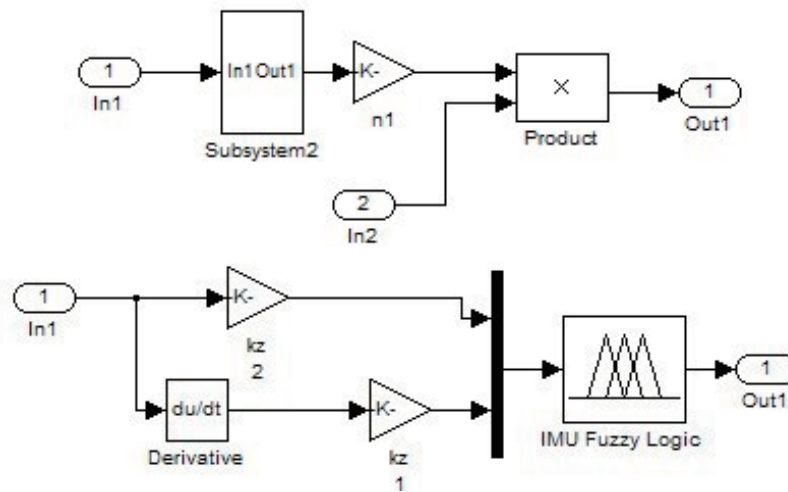 1
In1
In1Out1
Subsystem2
K-
n1
×
Product
1
Out1
2
In2
1
In1
K-
kz
2
du/dt
Derivative
K-
kz
1
IMU Fuzzy Logic
1
Out1